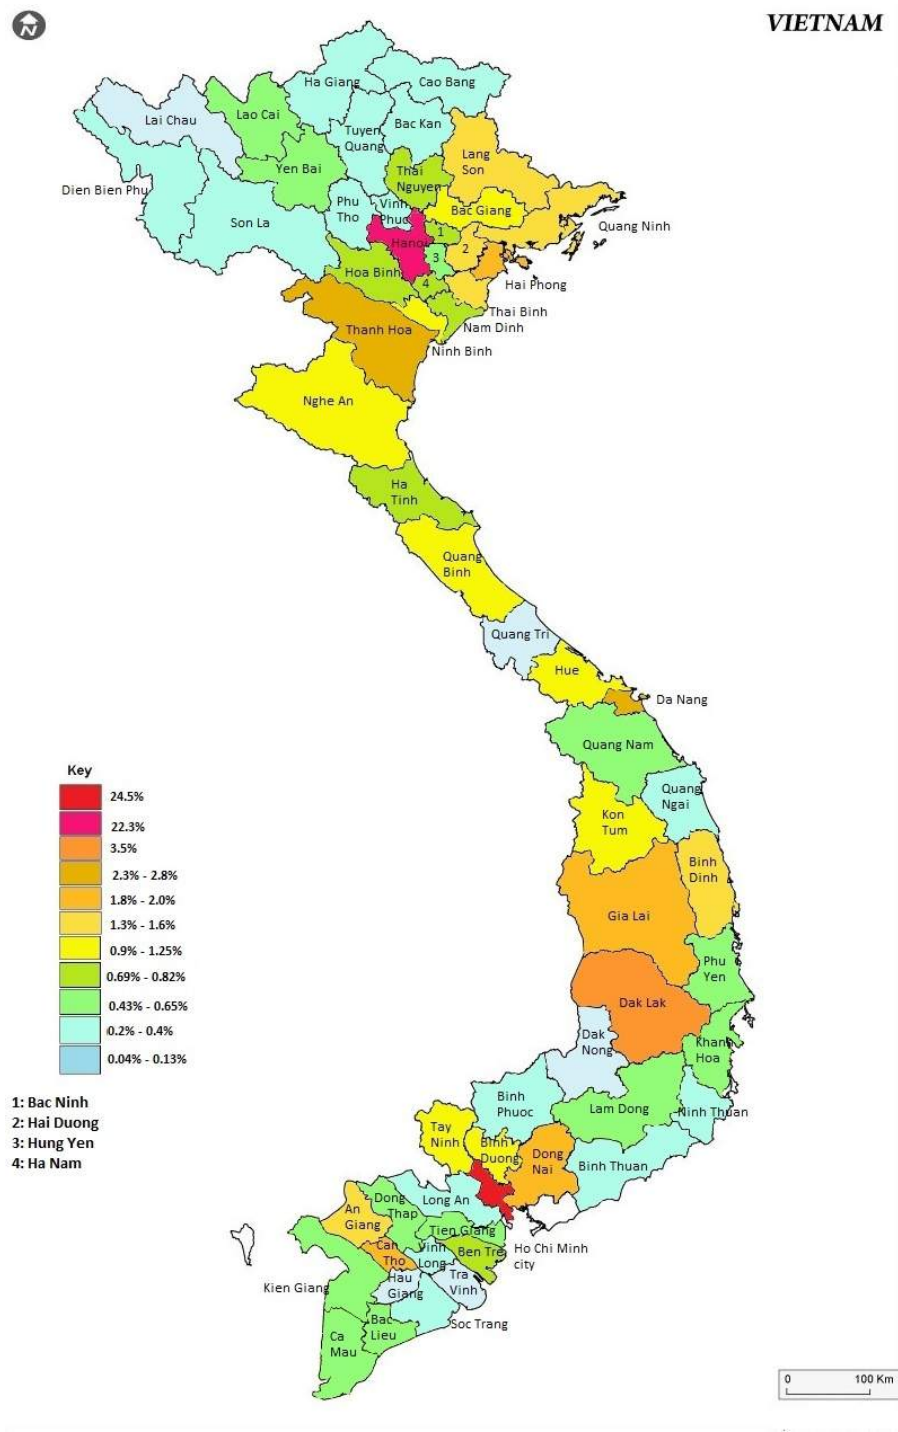 N
VIETNAM
Ha Giang
Cao Bang
Lai Chau
Lao Cai
Tuyen
Quang
Bac Kan
Lang
Son
Yen Bai
Thai
Nguyen
Dien Bien Phu
Phu
Tho
Vinh
Phuc
Bac Giang
Son La
Quang Ninh
1
2
Hanoi
3
Hoa Binh
4
Hai Phong
Thai Binh
Nam Dinh
Thanh Hoa
Ninh Binh
Nghe An
Ha
Tinh
Quang
Binh
Quang Tri
Hue
Da Nang
Quang Nam
Quang
Ngai
Kon
Tum
Binh
Dinh
Gia Lai
Phu
Yen
Dak Lak
Dak
Nong
Khanh
Hoa
Binh
Phuoc
Lam Dong
Ninh Thuan
Tay
Ninh
Binh
Duong
Dong
Nai
Binh Thuan
Long An
Dong
Thap
An
Giang
Tien Giang
Can
Tho
Vinh
Long
Ben Tre
Ho Chi Minh
city
Kien Giang
Hau
Giang
Tra
Vinh
Soc Trang
Bac
Lieu
Ca
Mau
Key
24.5%
22.3%
3.5%
2.3% - 2.8%
1.8% - 2.0%
1.3% - 1.6%
0.9% - 1.25%
0.69% - 0.82%
0.43% - 0.65%
0.2% - 0.4%
0.04% - 0.13%
1: Bac Ninh
2: Hai Duong
3: Hung Yen
4: Ha Nam
0 100 Km